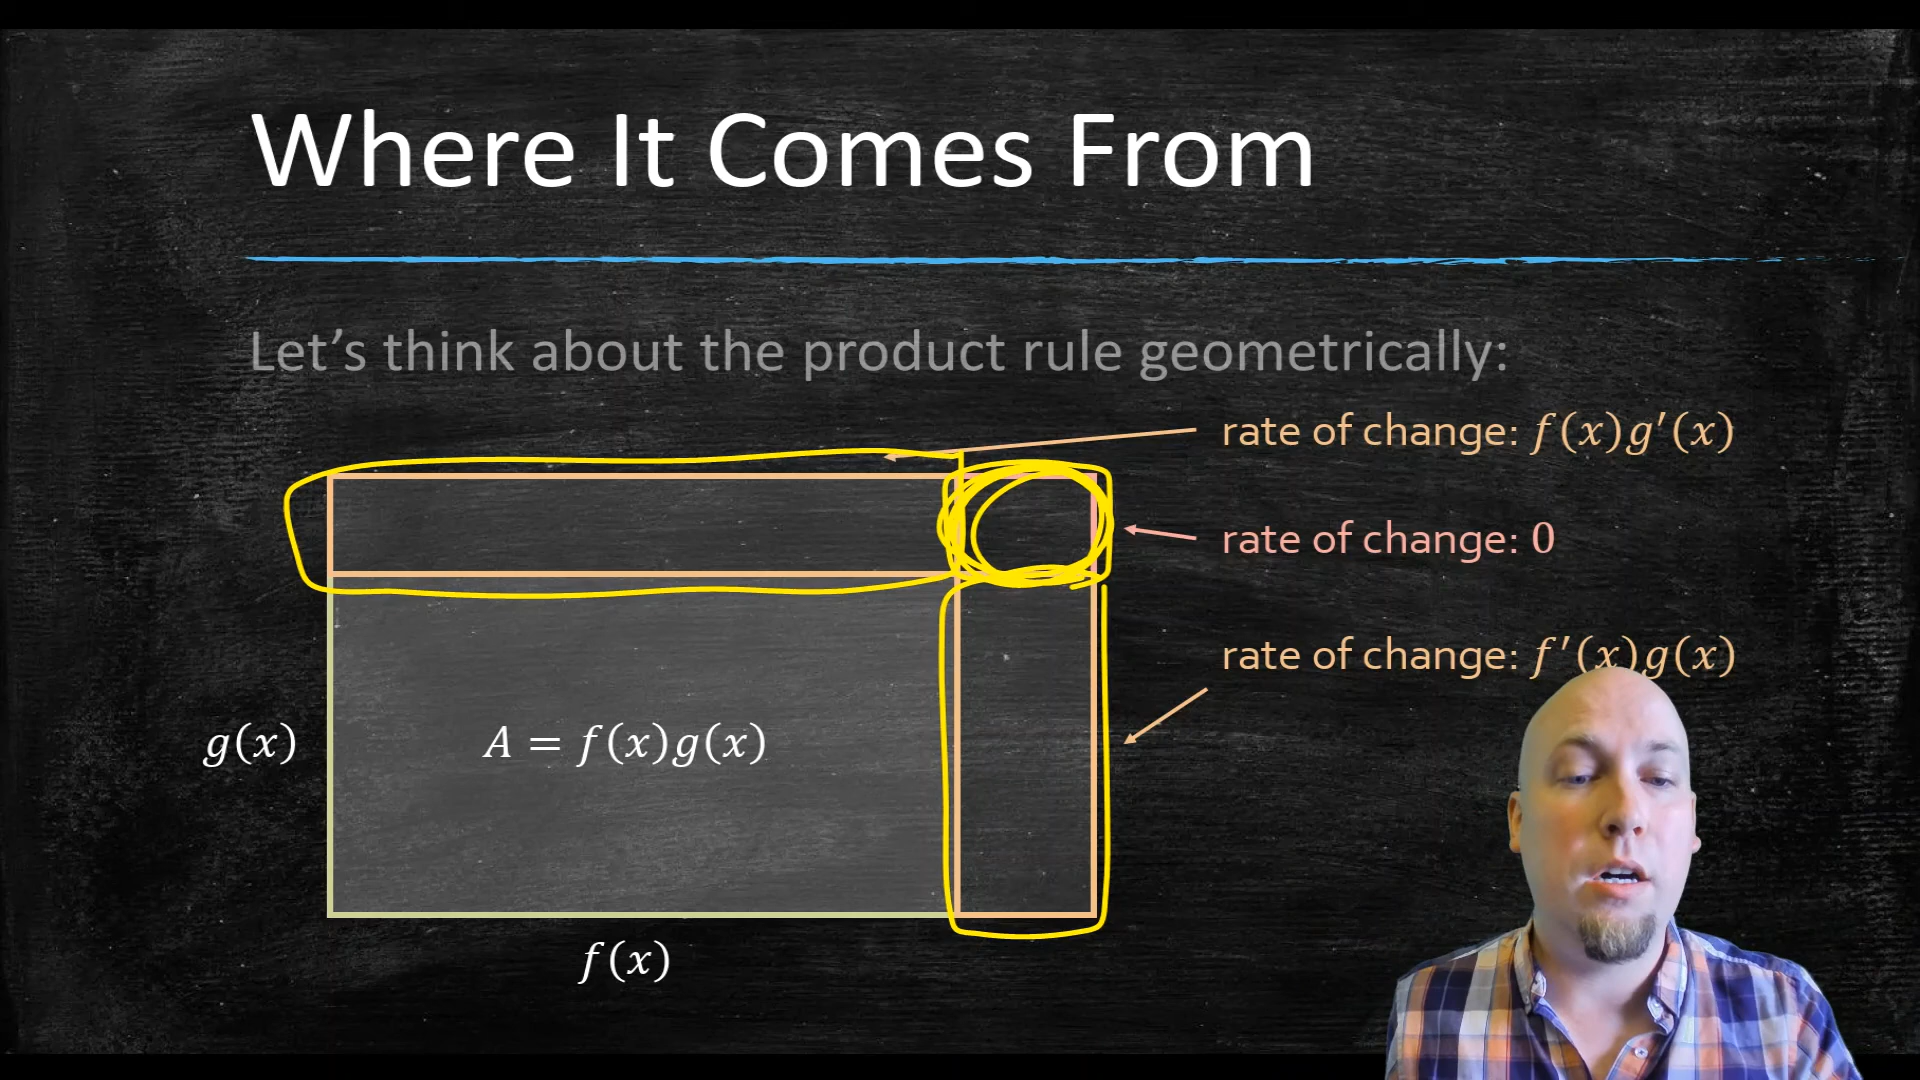 Where It Comes From
Let's think about the product rule geometrically:
rate of change: f(x)g′(x)
rate of change: 0
rate of change: f′(x)g(x)
g(x)
A = f(x)g(x)
f(x)